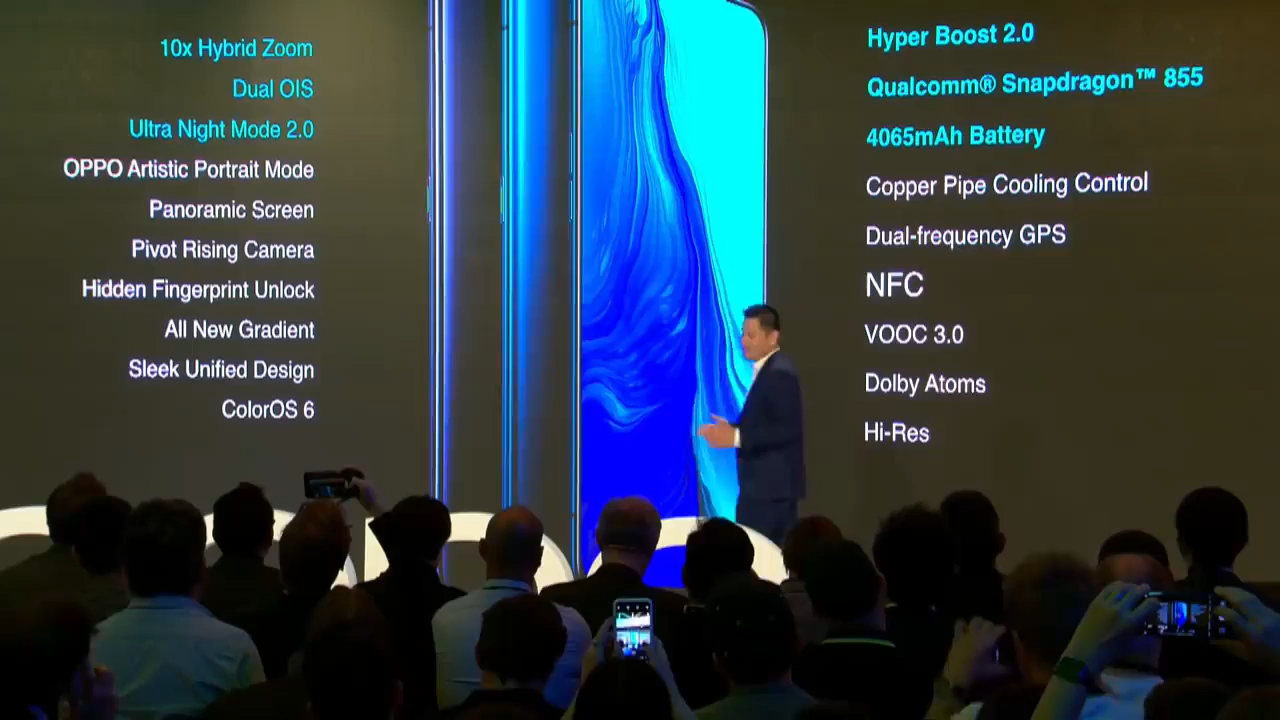 10x Hybrid Zoom
Dual OIS
Ultra Night Mode 2.0
OPPO Artistic Portrait Mode
Panoramic Screen
Pivot Rising Camera
Hidden Fingerprint Unlock
All New Gradient
Sleek Unified Design
ColorOS 6
Hyper Boost 2.0
Qualcomm® Snapdragon™ 855
4065mAh Battery
Copper Pipe Cooling Control
Dual-frequency GPS
NFC
VOOC 3.0
Dolby Atoms
Hi-Res